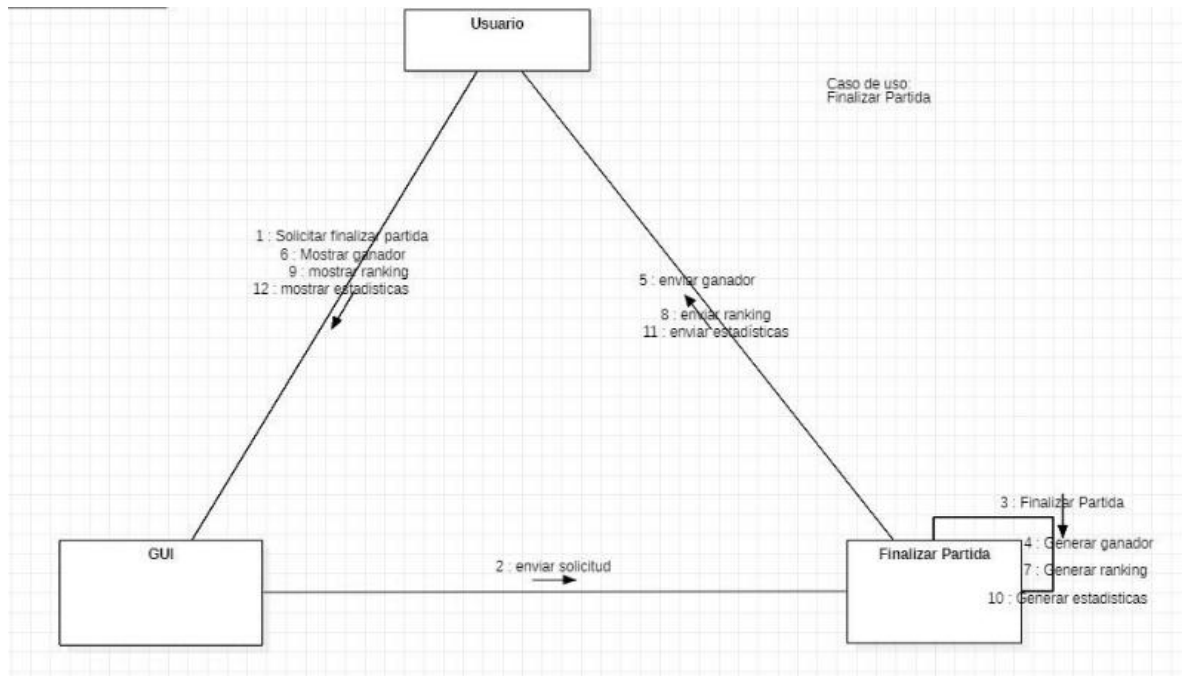 Usuario
Caso de uso:
Finalizar Partida
1 : Solicitar finalizar partida
6 : Mostrar ganador
9 : mostrar ranking
12 : mostrar estadisticas
5 : enviar ganador
8 : enviar ranking
11 : enviar estadísticas
3 : Finalizar Partida
GUI
2 : enviar solicitud
Finalizar Partida
4 : Generar ganador
7 : Generar ranking
10 : Generar estadisticas